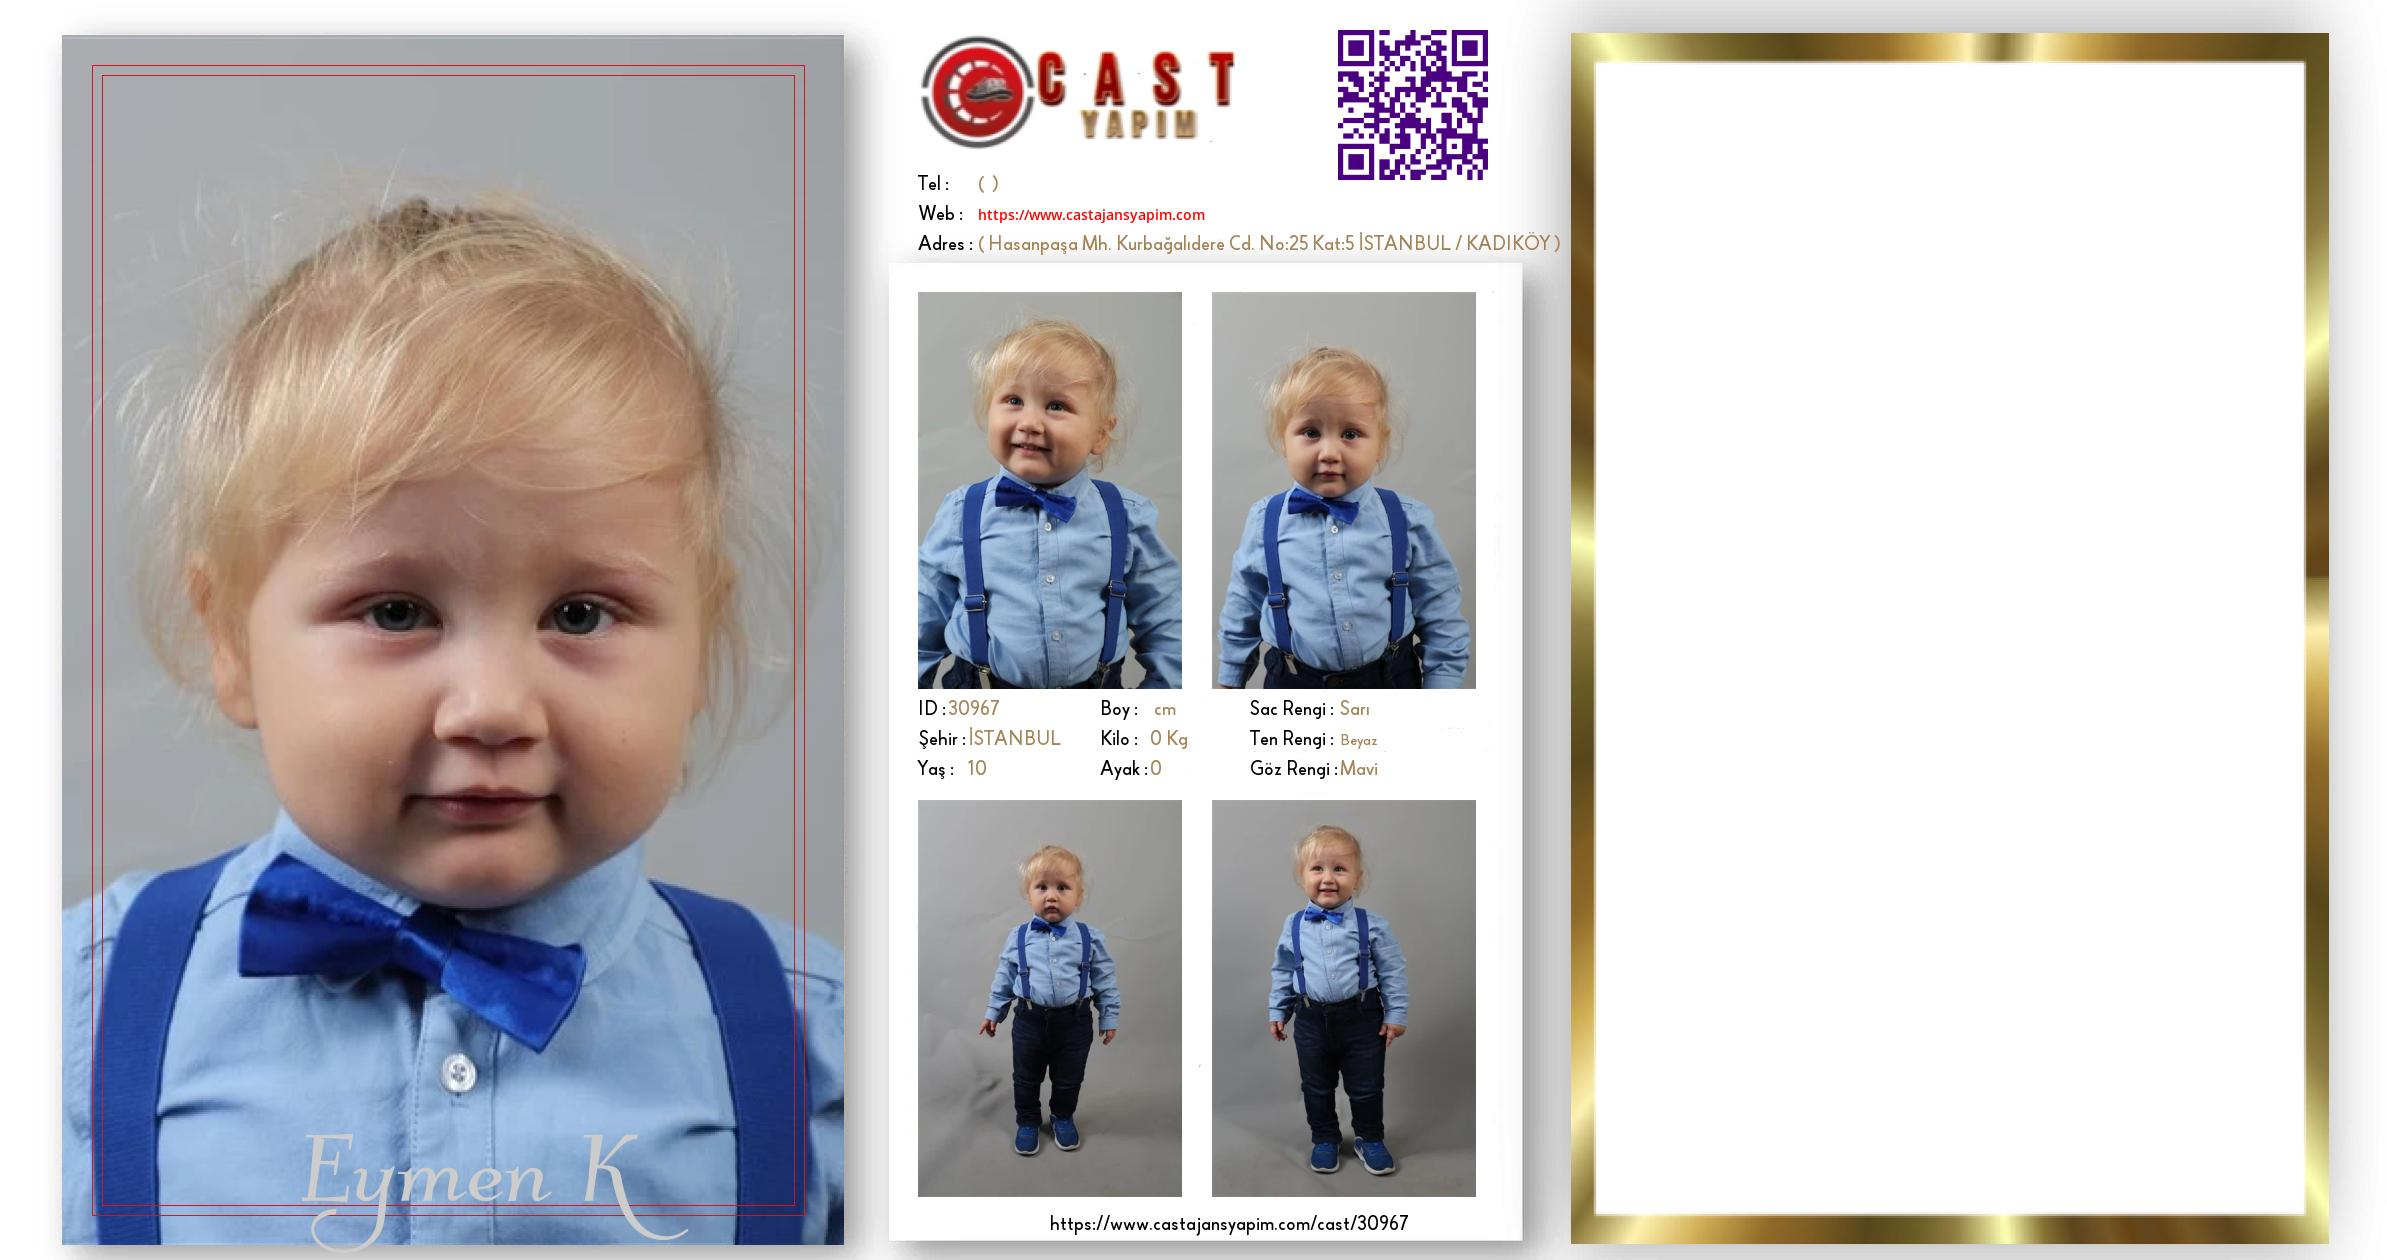 Eymen K
CAST
YAPIM
Tel : ( )
Web : https://www.castajansyapim.com
Adres : ( Hasanpaşa Mh. Kurbağalıdere Cd. No:25 Kat:5 İSTANBUL / KADIKÖY )
ID : 30967 Boy : cm Sac Rengi : Sarı
Şehir : İSTANBUL Kilo : 0 Kg Ten Rengi : Beyaz
Yaş : 10 Ayak : 0 Göz Rengi : Mavi
https://www.castajansyapim.com/cast/30967